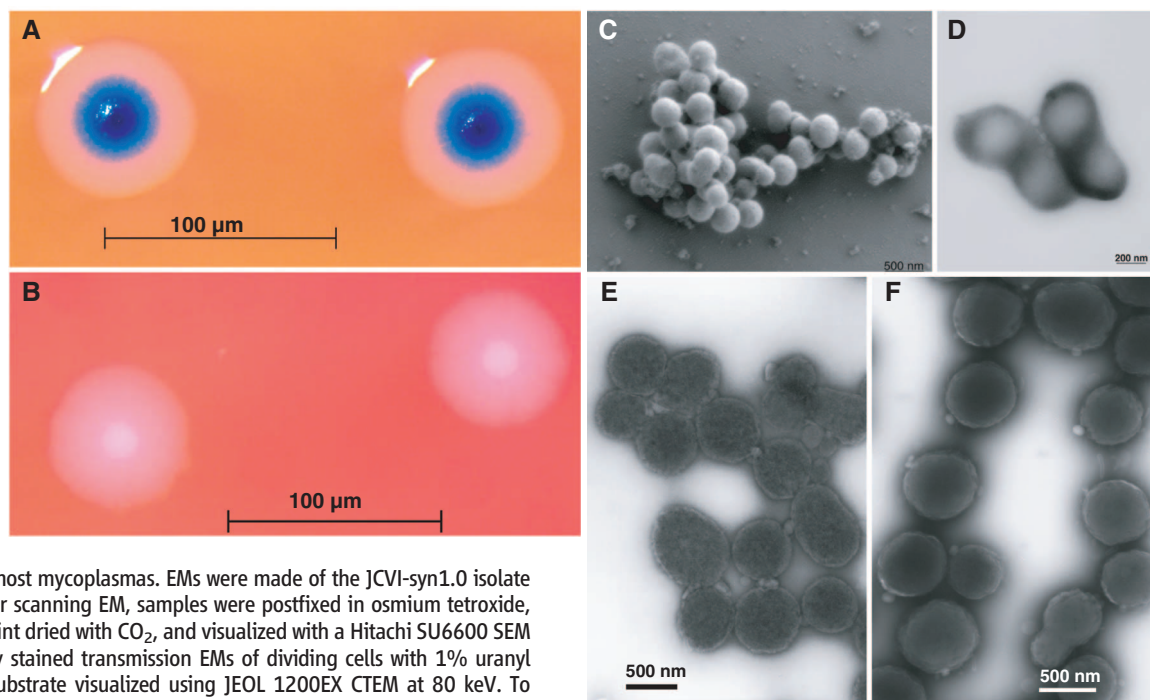 A
100 µm
B
100 µm
C
500 nm
D
200 nm
E
500 nm
F
500 nm
most mycoplasmas. EMs were made of the JCVI-syn1.0 isolate
r scanning EM, samples were postfixed in osmium tetroxide,
int dried with CO₂, and visualized with a Hitachi SU6600 SEM
y stained transmission EMs of dividing cells with 1% uranyl
ubstrate visualized using JEOL 1200EX CTEM at 80 keV. To